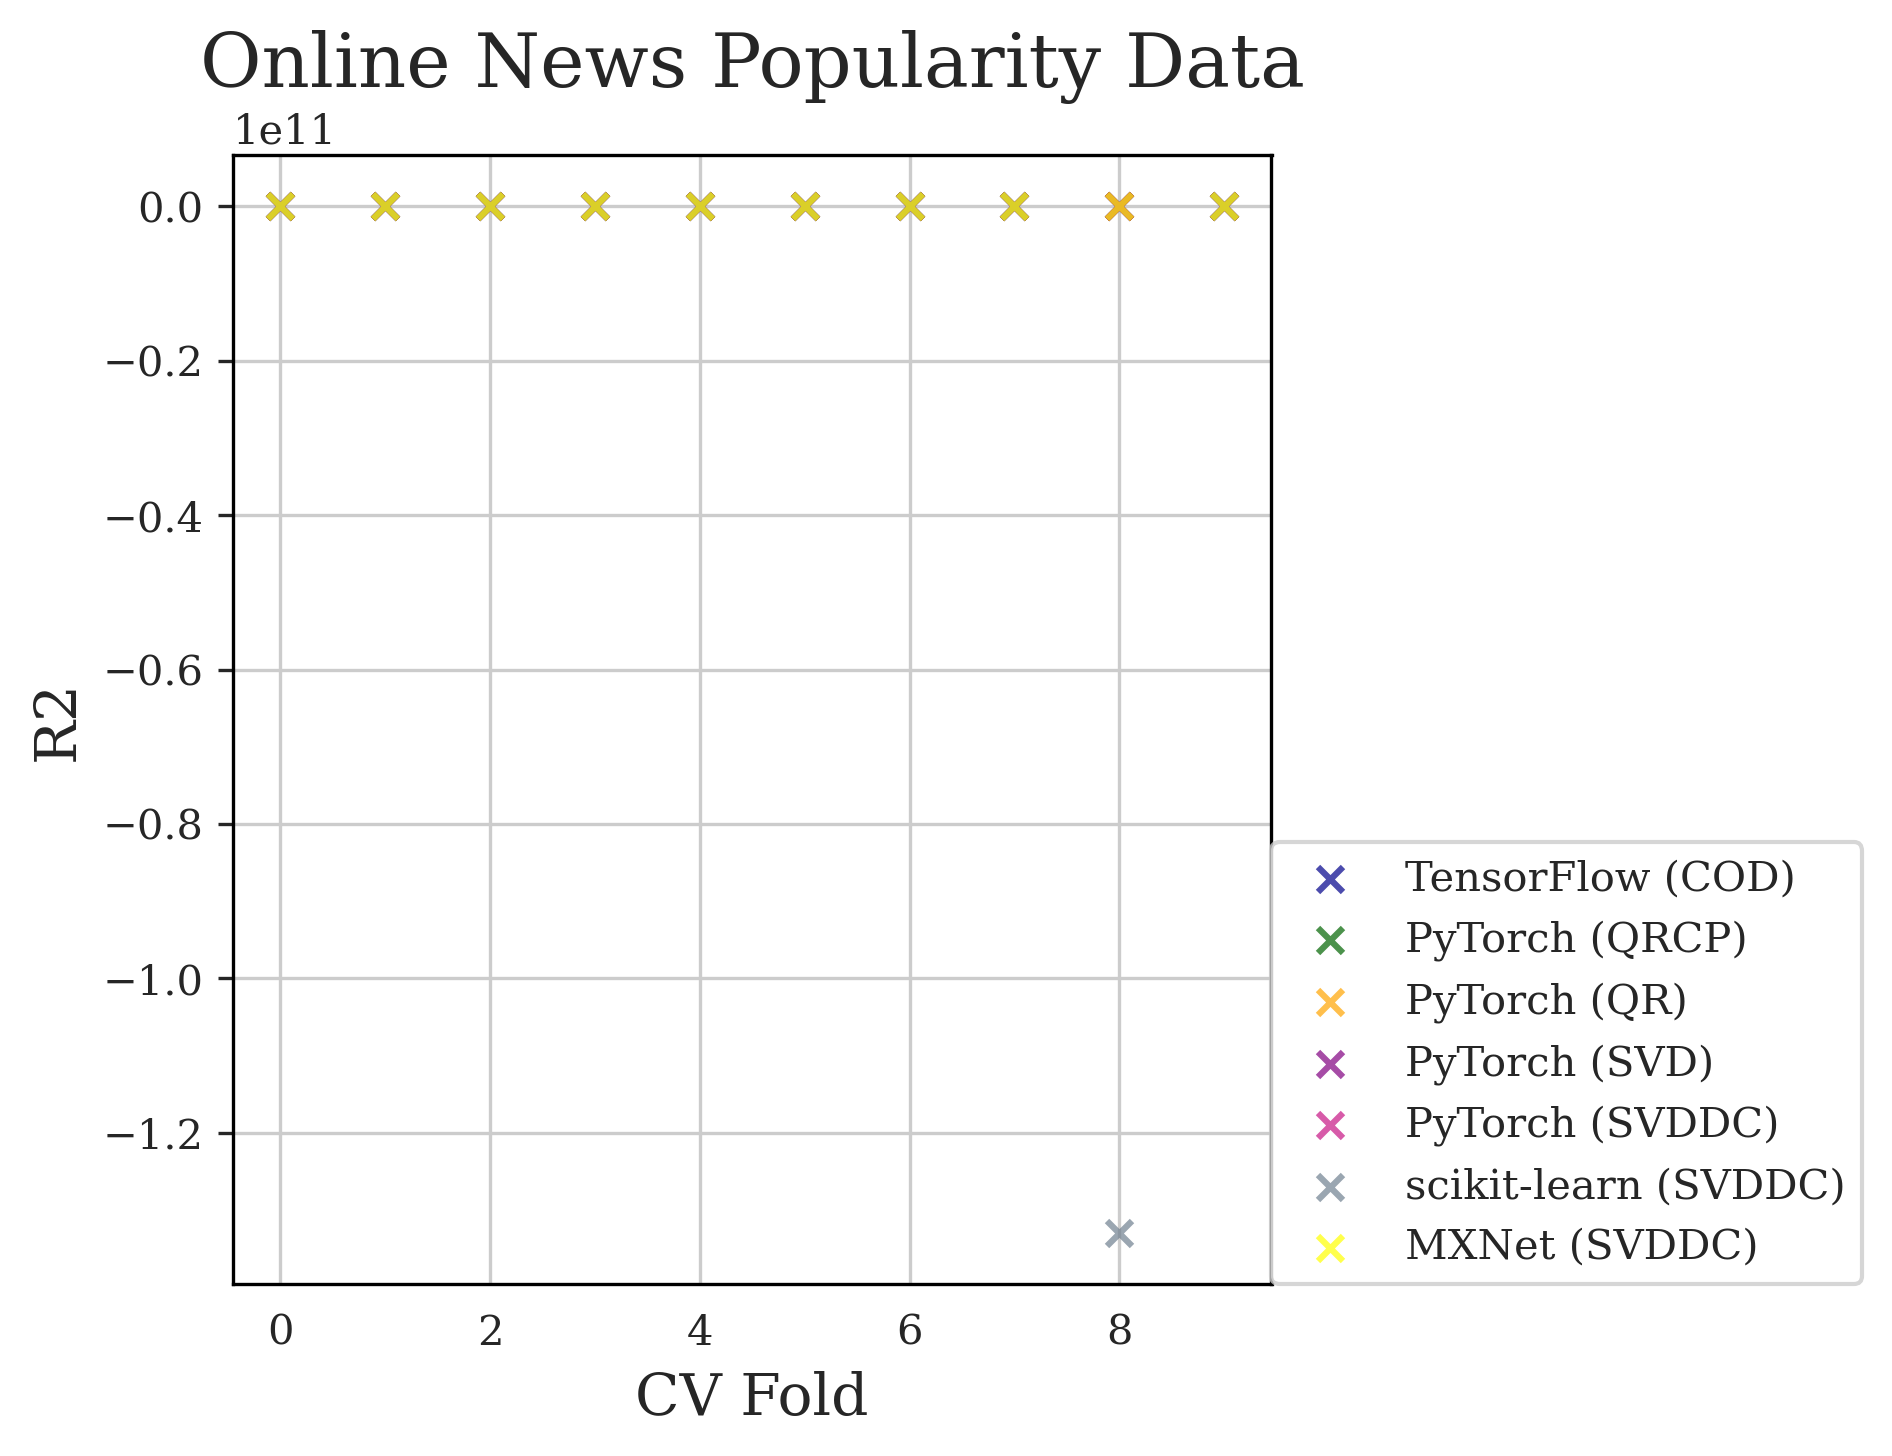 Online News Popularity Data
1e11
0.0
−0.2
−0.4
−0.6
−0.8
−1.0
−1.2
R2
0 2 4 6 8
CV Fold
TensorFlow (COD)
PyTorch (QRCP)
PyTorch (QR)
PyTorch (SVD)
PyTorch (SVDDC)
scikit-learn (SVDDC)
MXNet (SVDDC)